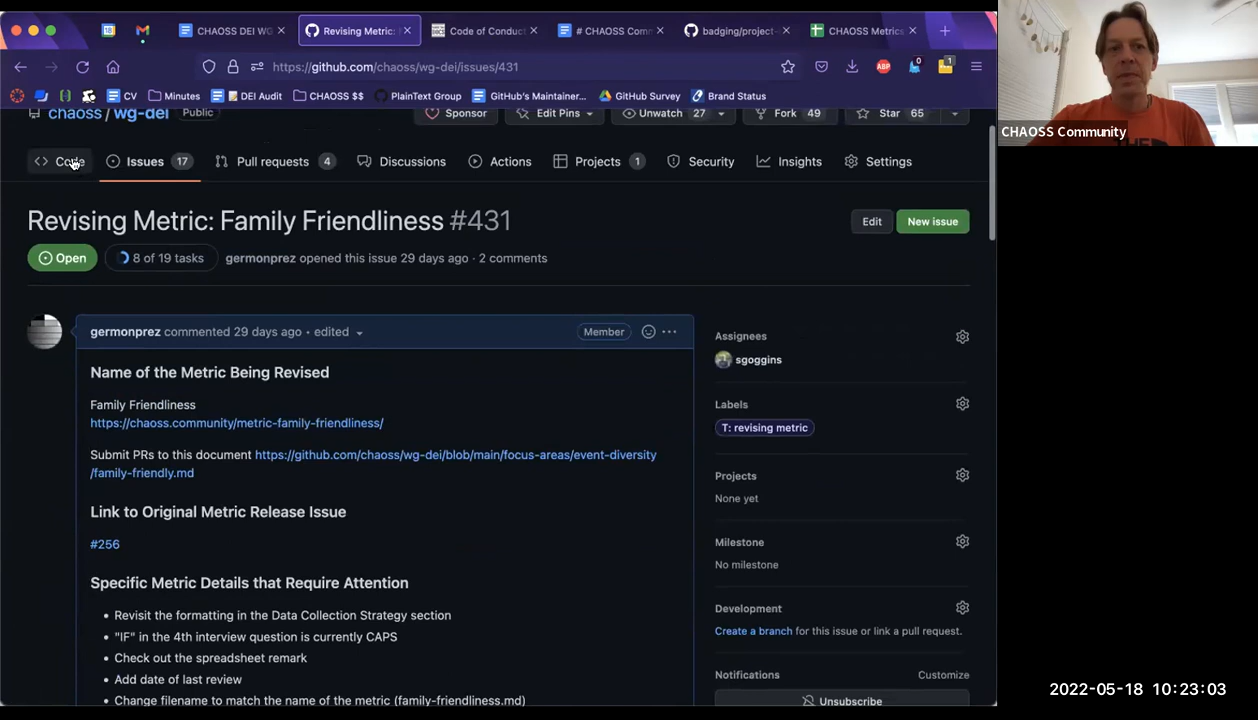 CHAOSS DEI WG
Revising Metric:
Code of Conduct
# CHAOSS Com
badging/project-
CHAOSS Metrics
https://github.com/chaoss/wg-dei/issues/431
ABP
0
1
CV
Minutes
DEI Audit
CHAOSS $$
PlainText Group
GitHub's Maintainer...
GitHub Survey
Brand Status
chaoss / wg-dei
Public
Sponsor
Edit Pins
Unwatch 27
Fork 49
Star 65
Code
Issues 17
Pull requests 4
Discussions
Actions
Projects 1
Security
Insights
Settings
Revising Metric: Family Friendliness #431
Edit
New issue
Open
8 of 19 tasks
germonprez opened this issue 29 days ago · 2 comments
germonprez commented 29 days ago • edited
Member
Name of the Metric Being Revised
Family Friendliness
https://chaoss.community/metric-family-friendliness/
Submit PRs to this document https://github.com/chaoss/wg-dei/blob/main/focus-areas/event-diversity
/family-friendly.md
Link to Original Metric Release Issue
#256
Specific Metric Details that Require Attention
• Revisit the formatting in the Data Collection Strategy section
• "IF" in the 4th interview question is currently CAPS
• Check out the spreadsheet remark
• Add date of last review
• Change filename to match the name of the metric (family-friendliness.md)
Assignees
sgoggins
Labels
T: revising metric
Projects
None yet
Milestone
No milestone
Development
Create a branch for this issue or link a pull request.
Notifications
Customize
Unsubscribe
CHAOSS Community
2022-05-18 10:23:03